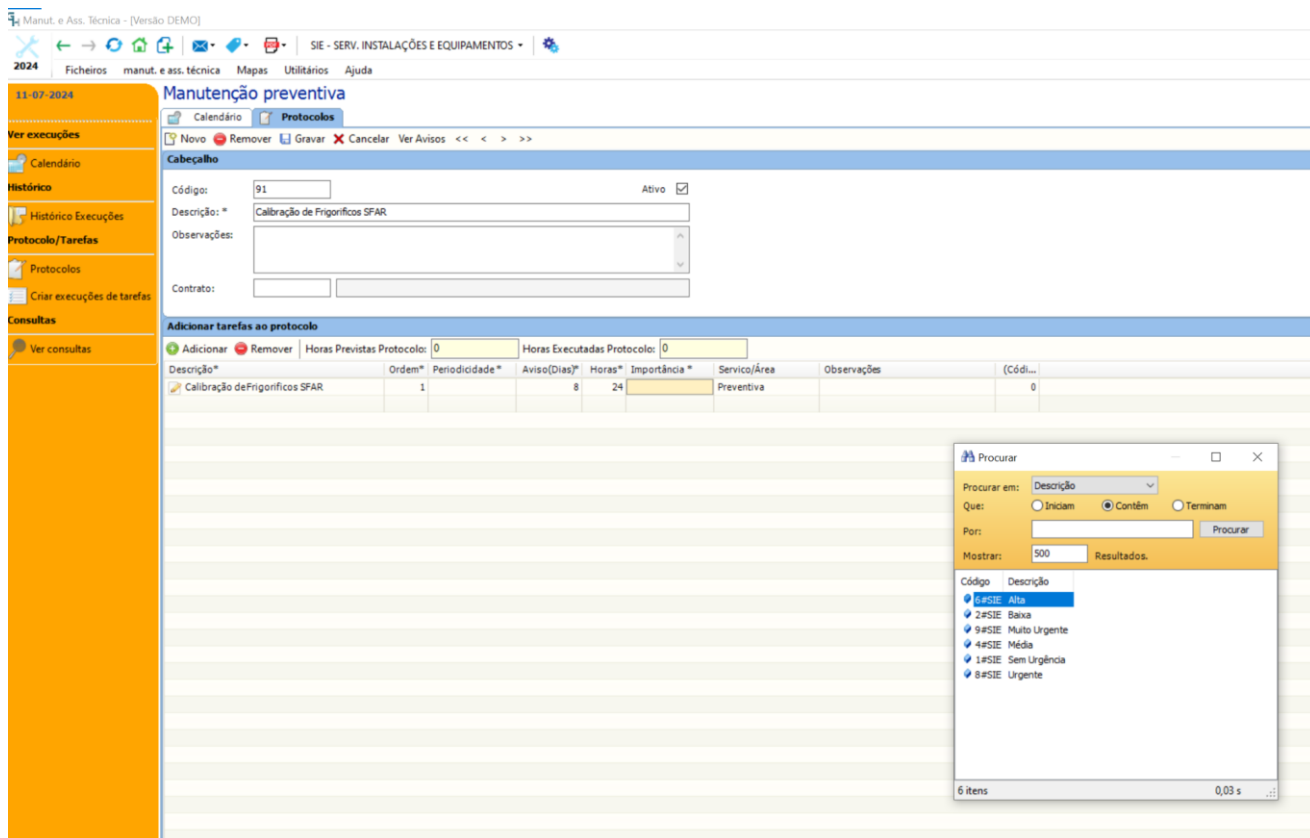 Manut. e Ass. Técnica - [Versão DEMO]
SIE - SERV. INSTALAÇÕES E EQUIPAMENTOS
2024
Ficheiros manut. e ass. técnica Mapas Utilitários Ajuda
11-07-2024
Ver execuções
Calendário
Histórico
Histórico Execuções
Protocolo/Tarefas
Protocolos
Criar execuções de tarefas
Consultas
Ver consultas
Manutenção preventiva
Calendário Protocolos
Novo Remover Gravar Cancelar Ver Avisos << < > >>
Cabeçalho
Código: 91 Ativo
Descrição: * Calibração de Frigorificos SFAR
Observações:
Contrato:
Adicionar tarefas ao protocolo
Adicionar Remover Horas Previstas Protocolo: 0 Horas Executadas Protocolo: 0
Descrição* Ordem* Periodicidade * Aviso(Dias)* Horas* Importância * Servico/Área Observações (Códi...
Calibração deFrigorificos SFAR 1 8 24 Preventiva 0
Procurar
Procurar em: Descrição
Que: Iniciam Contêm Terminam
Por: Procurar
Mostrar: 500 Resultados.
Código Descrição
6#SIE Alta
2#SIE Baixa
9#SIE Muito Urgente
4#SIE Média
1#SIE Sem Urgência
8#SIE Urgente
6 itens 0,03 s